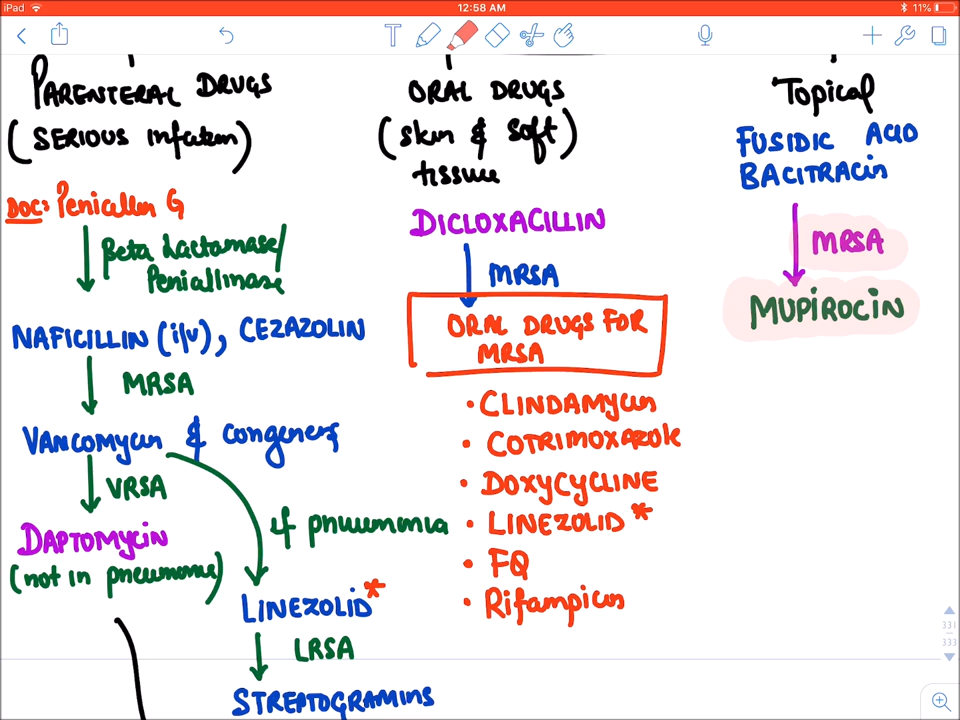 iPad
12:58 AM
11%
PARENTERAL DRUGS
(SERIOUS Infection)
DOC: Penicillin G
Beta Lactamase/
Penicillinase
NAFICILLIN (i/v), CEZAZOLIN
MRSA
VANCOMYCIN & congeners
VRSA
DAPTOMYCIN
(not in pneumonia)
if pneumonia
LINEZOLID*
LRSA
STREPTOGRAMINS
ORAL DRUGS
(skin & soft)
tissue
DICLOXACILLIN
MRSA
ORAL DRUGS FOR
MRSA
• CLINDAMYCIN
• COTRIMOXAZOLE
• DOXYCYCLINE
• LINEZOLID*
• FQ
• Rifampicin
Topical
FUSIDIC ACID
BACITRACIN
MRSA
MUPIROCIN
331
333